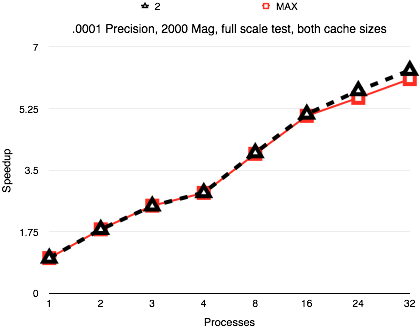 2 MAX
.0001 Precision, 2000 Mag, full scale test, both cache sizes
7
5.25
3.5
1.75
0
Speedup
1 2 3 4 8 16 24 32
Processes